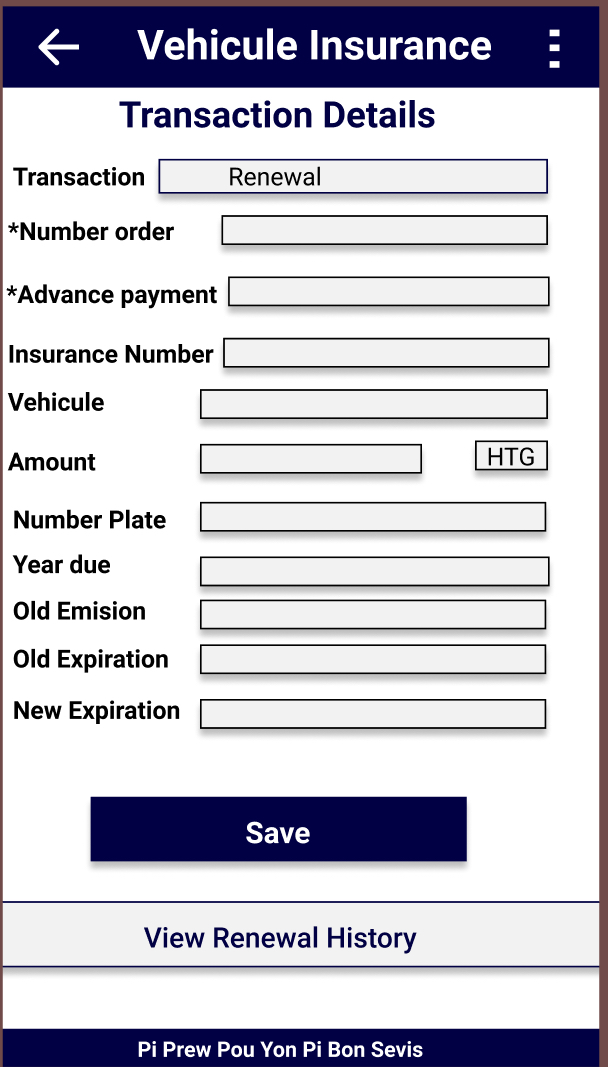 Vehicule Insurance
Transaction Details
Transaction Renewal
*Number order
*Advance payment
Insurance Number
Vehicule
Amount HTG
Number Plate
Year due
Old Emision
Old Expiration
New Expiration
Save
View Renewal History
Pi Prew Pou Yon Pi Bon Sevis